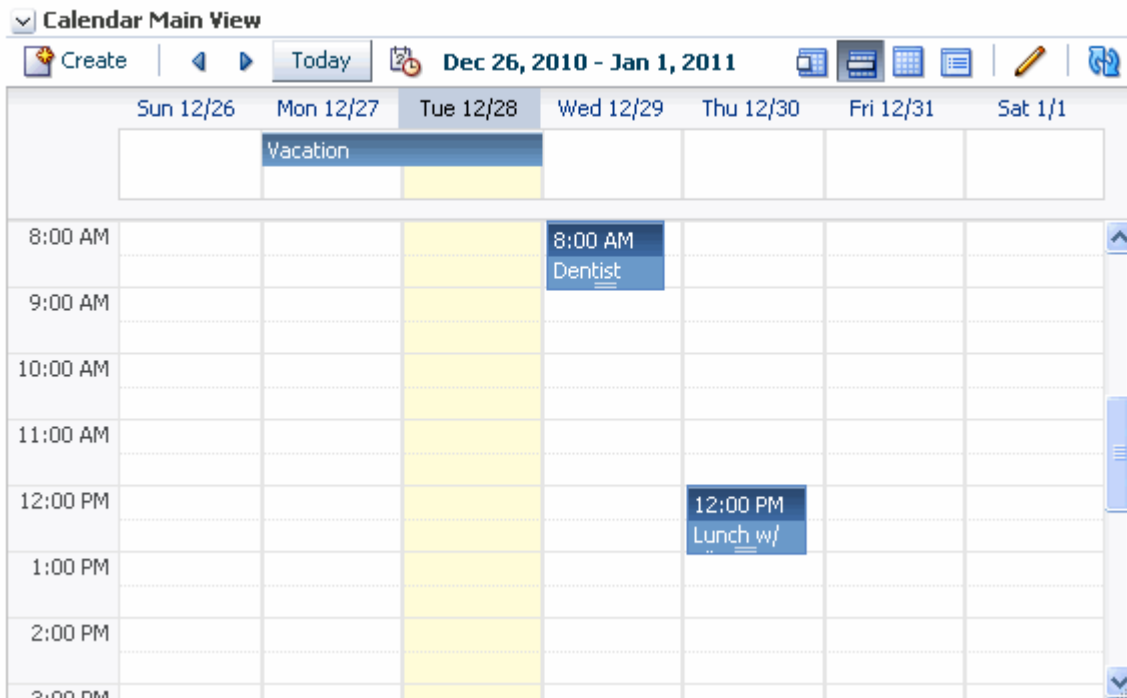 Calendar Main View
Create Today Dec 26, 2010 - Jan 1, 2011
Sun 12/26 Mon 12/27 Tue 12/28 Wed 12/29 Thu 12/30 Fri 12/31 Sat 1/1
Vacation
8:00 AM
8:00 AM
Dentist
9:00 AM
10:00 AM
11:00 AM
12:00 PM
12:00 PM
Lunch w/
1:00 PM
2:00 PM
3:00 PM